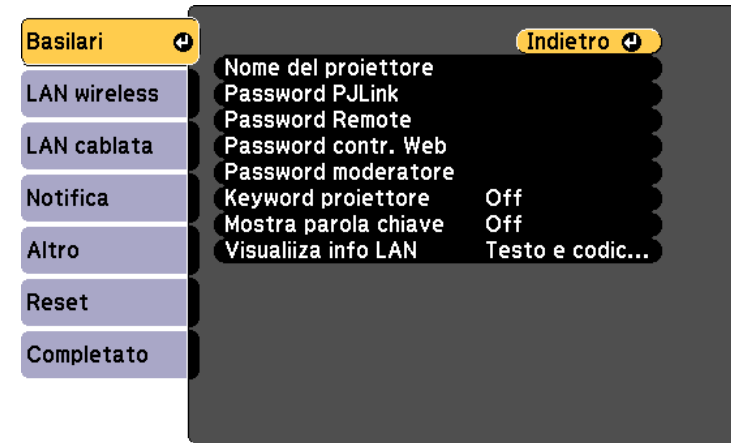 Basilari
Indietro
Nome del proiettore
Password PJLink
LAN wireless
Password Remote
Password contr. Web
LAN cablata
Password moderatore
Notifica
Keyword proiettore Off
Mostra parola chiave Off
Altro
Visualiiza info LAN Testo e codic...
Reset
Completato